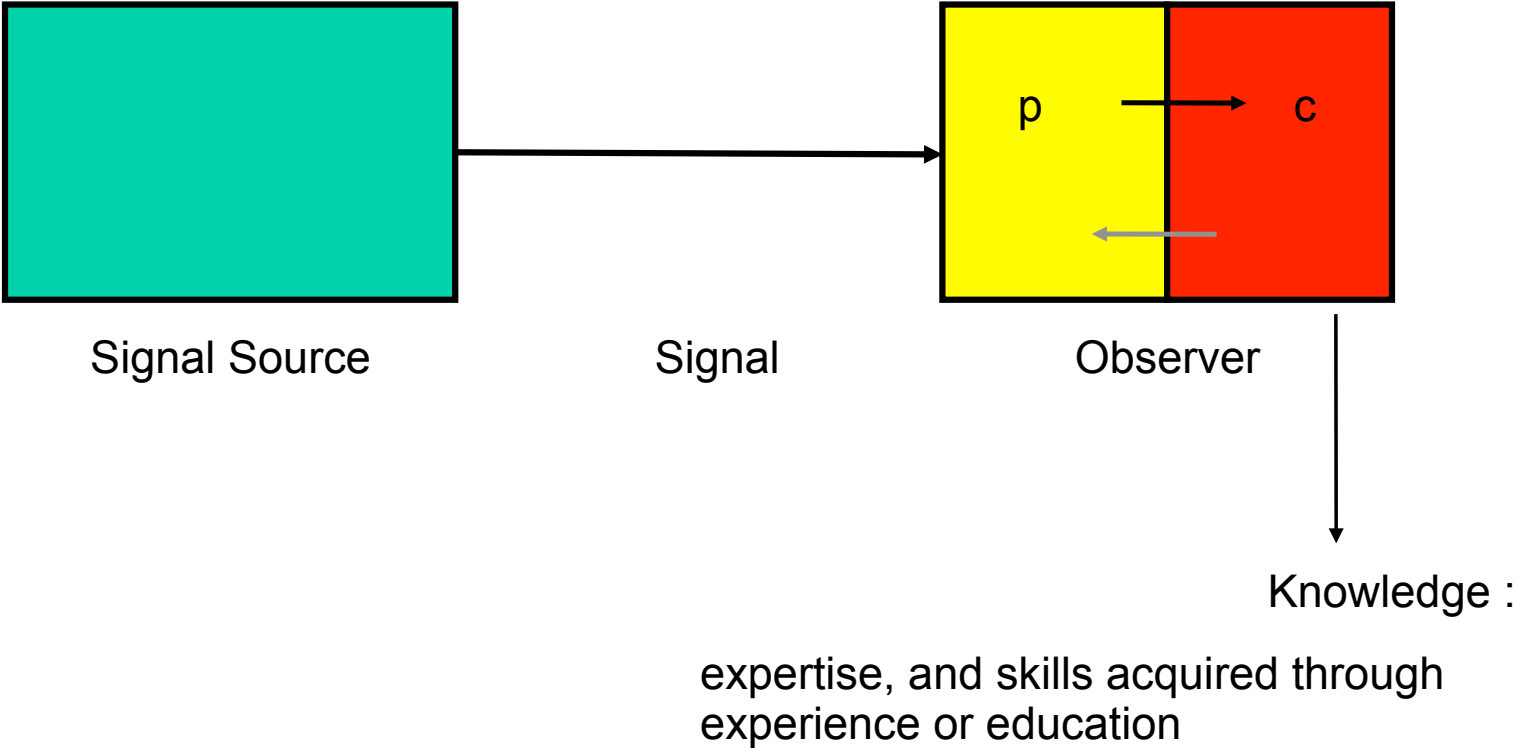 p c
Signal Source Signal Observer
Knowledge :
expertise, and skills acquired through
experience or education